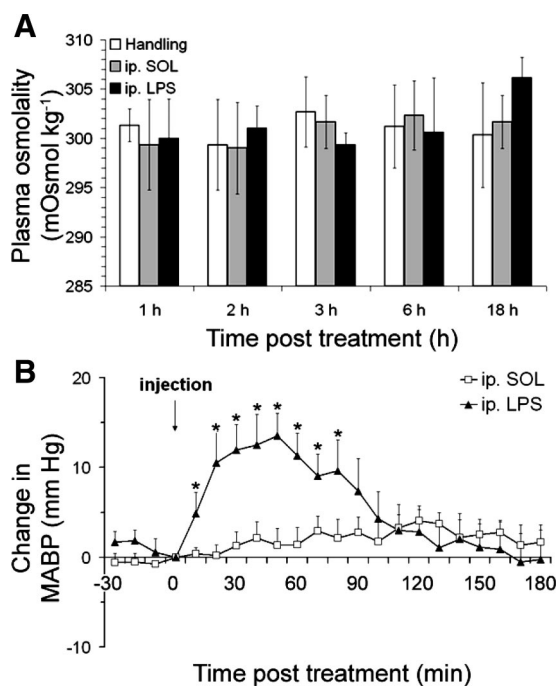 A
310
305
300
295
290
285
Plasma osmolality
(mOsmol kg⁻¹)
Handling
ip. SOL
ip. LPS
1 h 2 h 3 h 6 h 18 h
Time post treatment (h)
B
20
10
0
-10
Change in
MABP (mm Hg)
injection
ip. SOL
ip. LPS
* * * * * * * *
-30 0 30 60 90 120 150 180
Time post treatment (min)